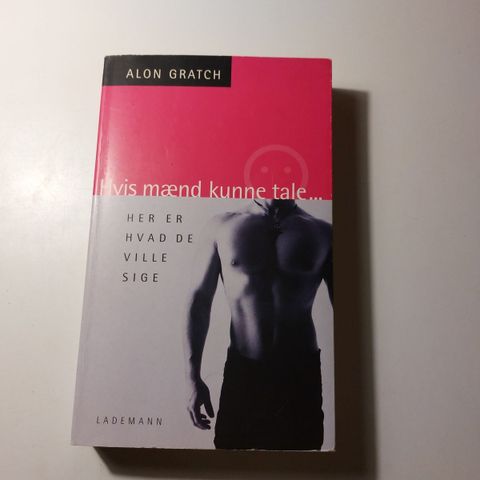 ALON GRATCH
Hvis mænd kunne tale...
HER ER
HVAD DE
VILLE
SIGE
LADEMANN